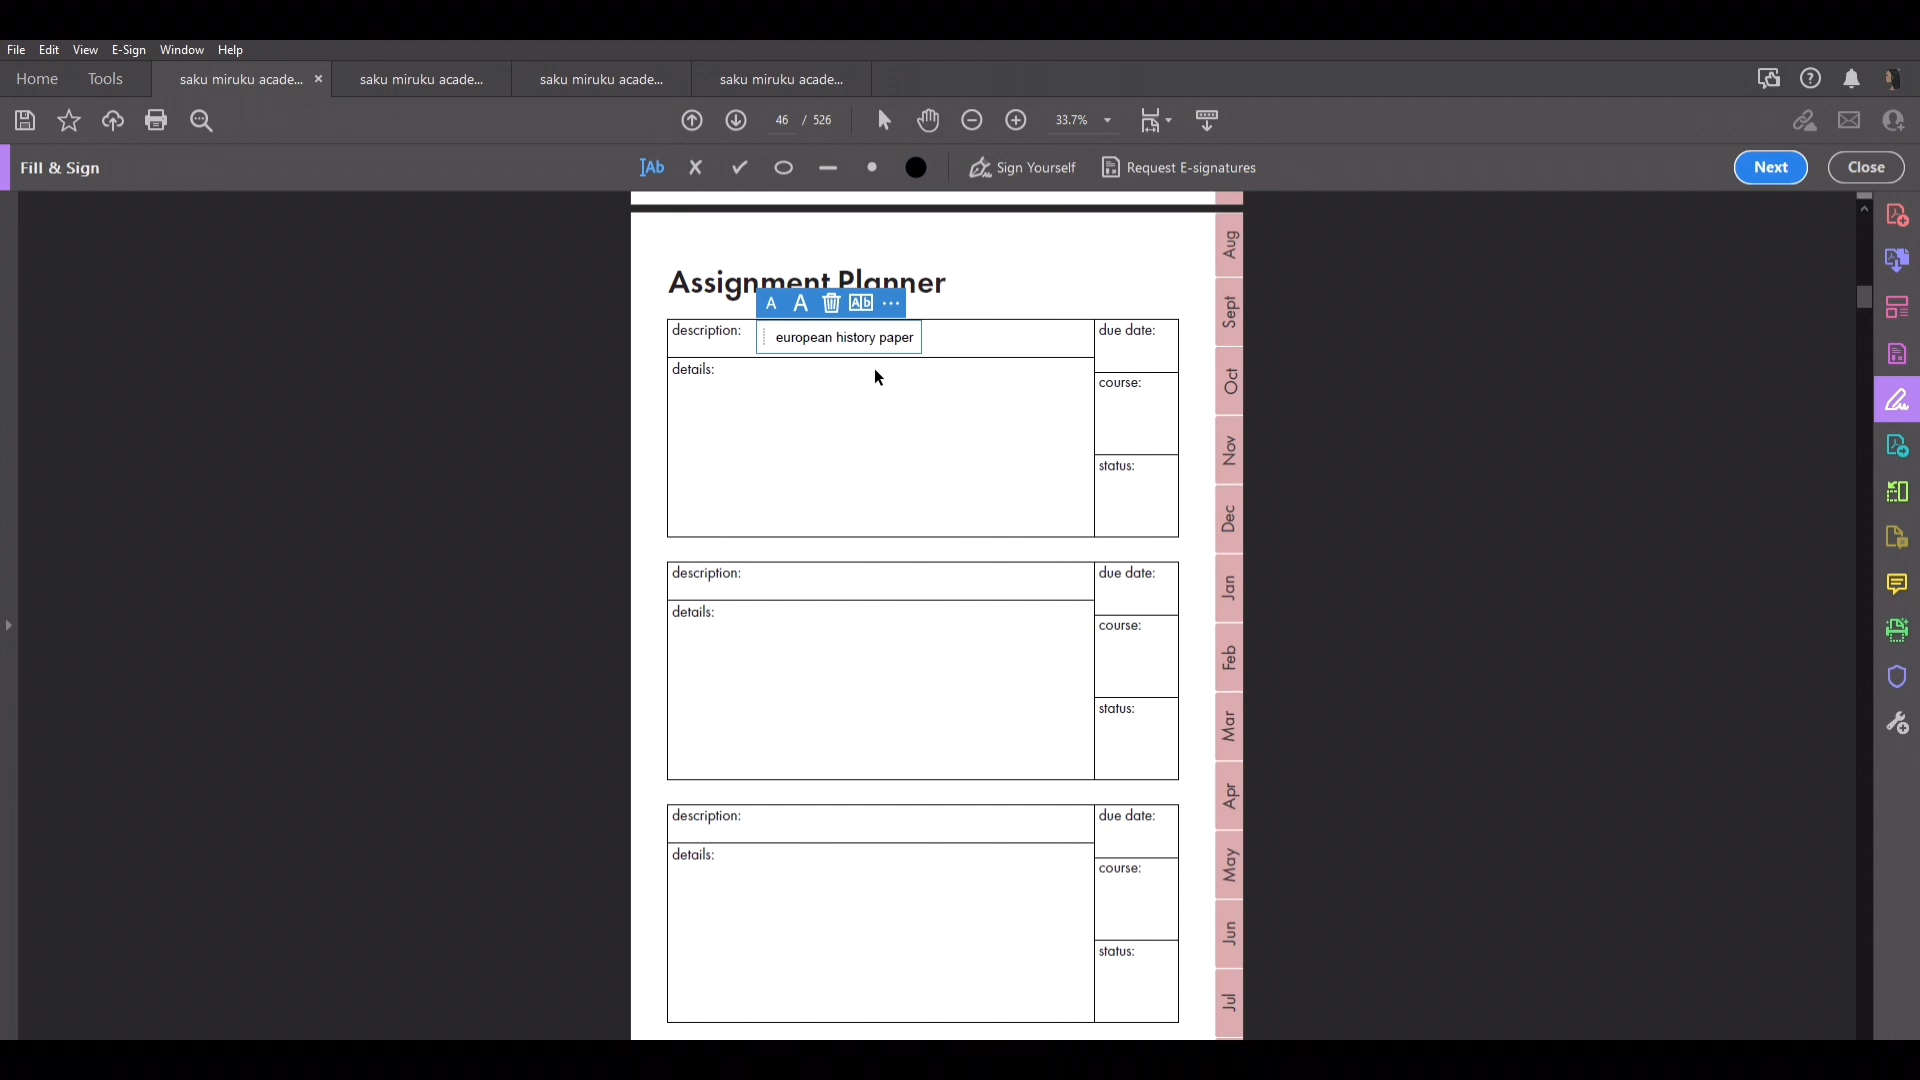 File Edit View E-Sign Window Help
Home Tools saku miruku acade... × saku miruku acade... saku miruku acade... saku miruku acade...
46 / 526 33.7%
Fill & Sign Ab Sign Yourself Request E-signatures Next Close
Assignment Planner
A A Ab ...
description: european history paper due date:
details:
course:
status:
description: due date:
details:
course:
status:
description: due date:
details:
course:
status:
Aug
Sept
Oct
Nov
Dec
Jan
Feb
Mar
Apr
May
Jun
Jul